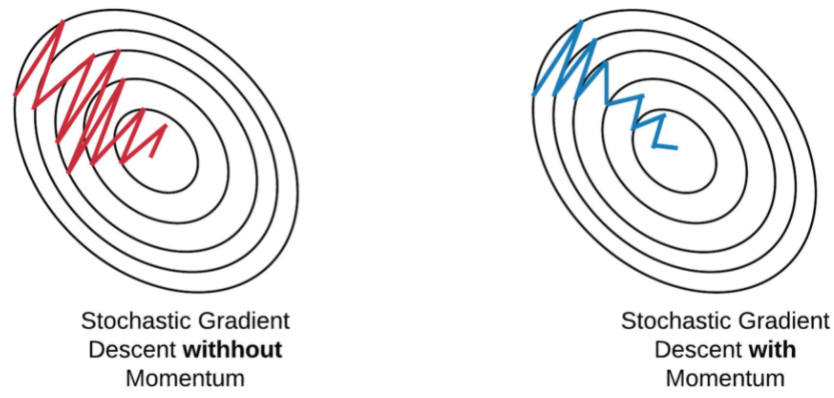 Stochastic Gradient
Descent withhout
Momentum
Stochastic Gradient
Descent with
Momentum